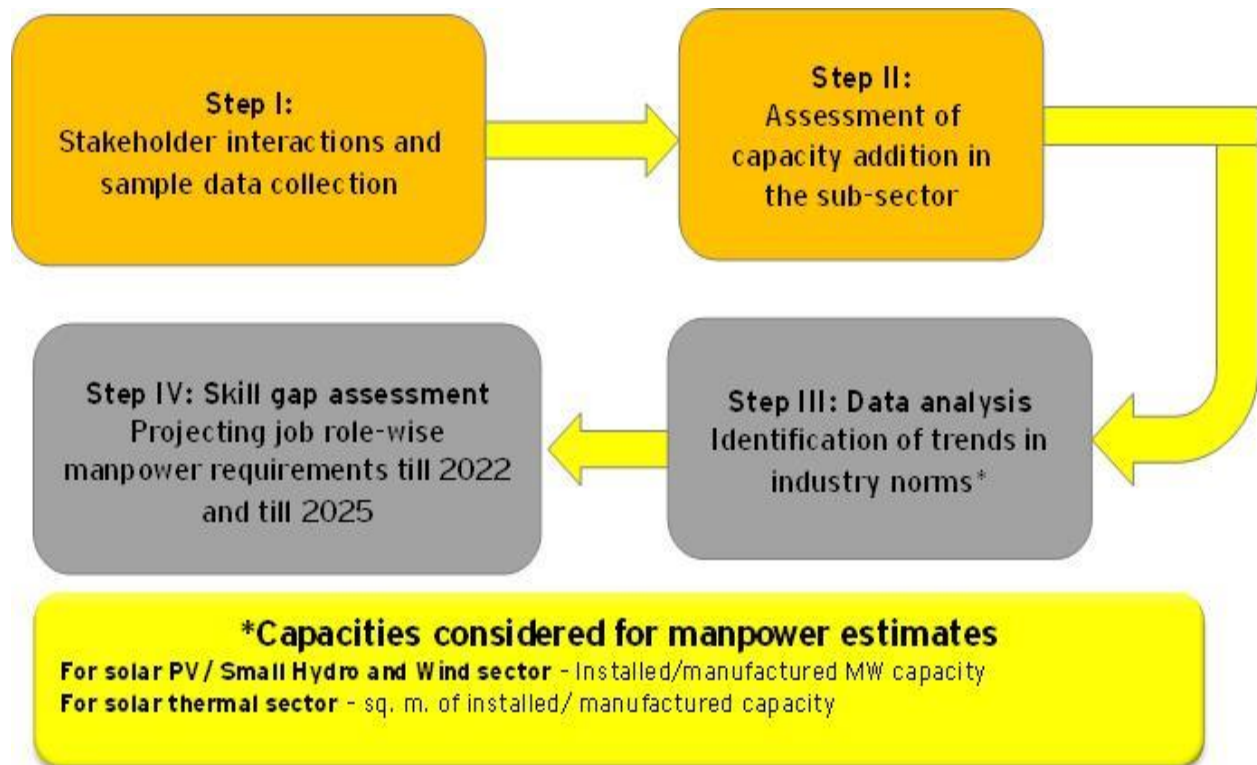 Step I:
Stakeholder interactions and
sample data collection
Step II:
Assessment of
capacity addition in
the sub-sector
Step III: Data analysis
Identification of trends in
industry norms*
Step IV: Skill gap assessment
Projecting job role-wise
manpower requirements till 2022
and till 2025
*Capacities considered for manpower estimates
For solar PV/ Small Hydro and Wind sector - Installed/manufactured MW capacity
For solar thermal sector - sq. m. of installed/ manufactured capacity